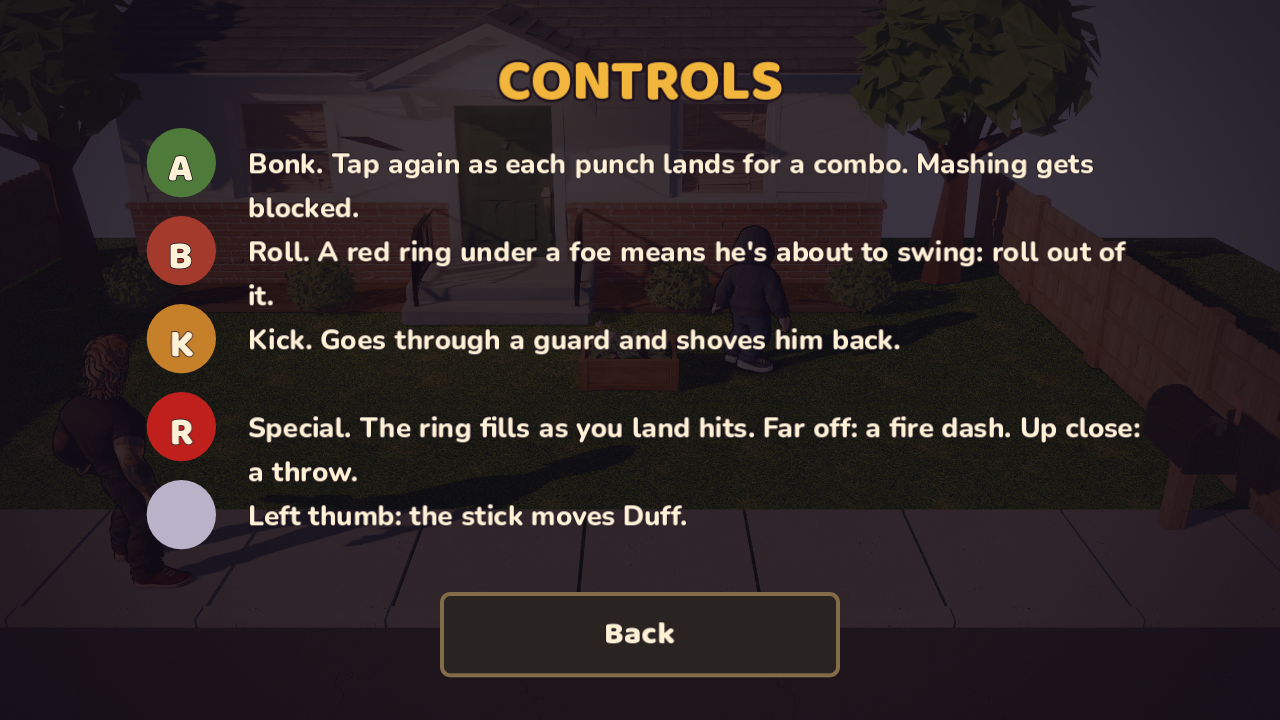 CONTROLS
A
Bonk. Tap again as each punch lands for a combo. Mashing gets
blocked.
B
Roll. A red ring under a foe means he's about to swing: roll out of
it.
K
Kick. Goes through a guard and shoves him back.
R
Special. The ring fills as you land hits. Far off: a fire dash. Up close:
a throw.
Left thumb: the stick moves Duff.
Back